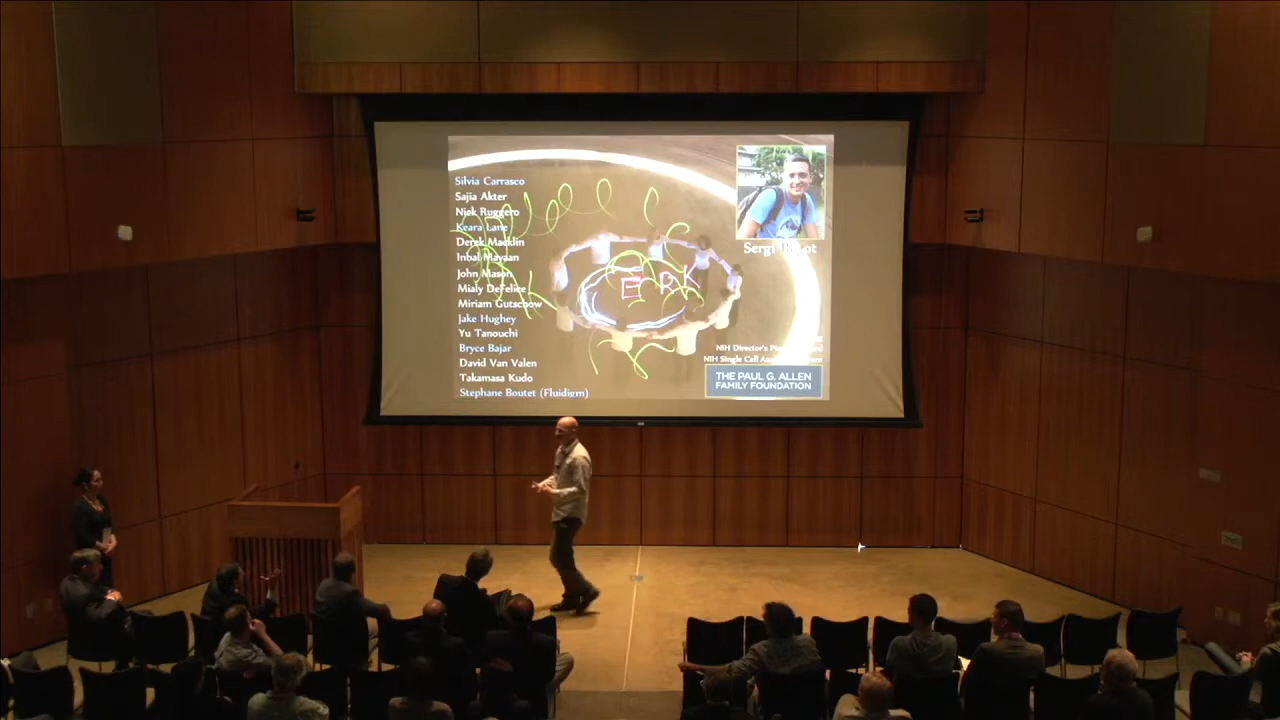 Silvia Carrasco
Sajia Akter
Nick Ruggero
Keara Lane
Derek Macklin
Inbal Mayaan
John Mason
Mialy DeFelice
Miriam Gutschow
Jake Hughey
Yu Tanouchi
Bryce Bajar
David Van Valen
Takamasa Kudo
Stephane Boutet (Fluidigm)
ERK
Sergi
NIH Director's
NIH Single Cell
THE PAUL G. ALLEN
FAMILY FOUNDATION